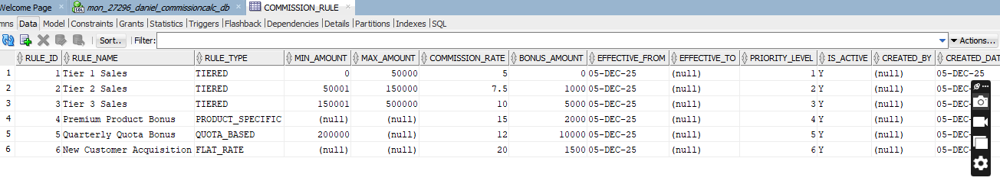 Welcome Page mon_27296_daniel_commissioncalc_db COMMISSION_RULE
mns Data Model Constraints Grants Statistics Triggers Flashback Dependencies Details Partitions Indexes SQL
Sort.. Filter: Actions...
RULE_ID RULE_NAME RULE_TYPE MIN_AMOUNT MAX_AMOUNT COMMISSION_RATE BONUS_AMOUNT EFFECTIVE_FROM EFFECTIVE_TO PRIORITY_LEVEL IS_ACTIVE CREATED_BY CREATED_DAT
1 1 Tier 1 Sales TIERED 0 50000 5 0 05-DEC-25 (null) 1 Y (null) 05-DEC-25
2 2 Tier 2 Sales TIERED 50001 150000 7.5 1000 05-DEC-25 (null) 2 Y (null) 05-DEC-
3 3 Tier 3 Sales TIERED 150001 500000 10 5000 05-DEC-25 (null) 3 Y (null) 05-DEC-
4 4 Premium Product Bonus PRODUCT_SPECIFIC (null) (null) 15 2000 05-DEC-25 (null) 4 Y (null) 05-DEC-
5 5 Quarterly Quota Bonus QUOTA_BASED 200000 (null) 12 10000 05-DEC-25 (null) 5 Y (null) 05-DEC-
6 6 New Customer Acquisition FLAT_RATE (null) (null) 20 1500 05-DEC-25 (null) 6 Y (null) 05-DEC-